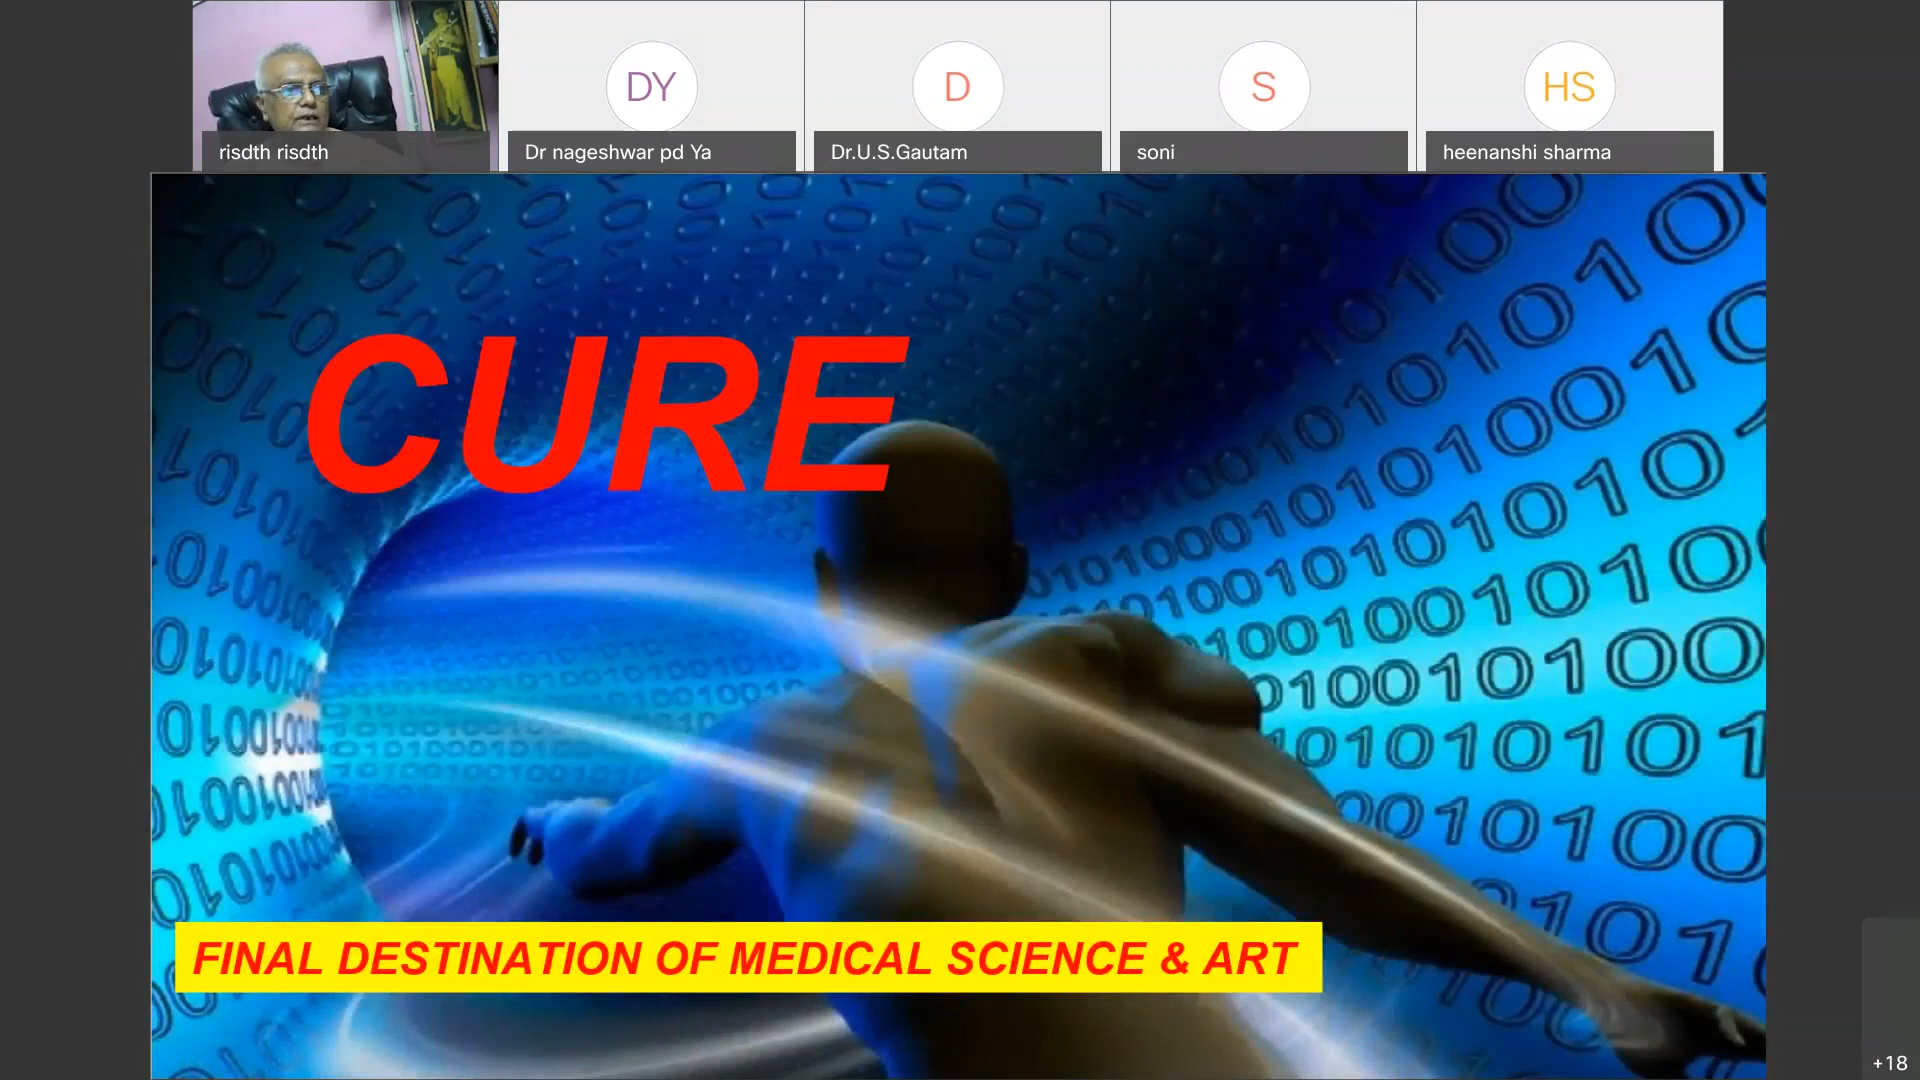 DY
D
S
HS
risdth risdth
Dr nageshwar pd Ya
Dr.U.S.Gautam
soni
heenanshi sharma
CURE
FINAL DESTINATION OF MEDICAL SCIENCE & ART
+18